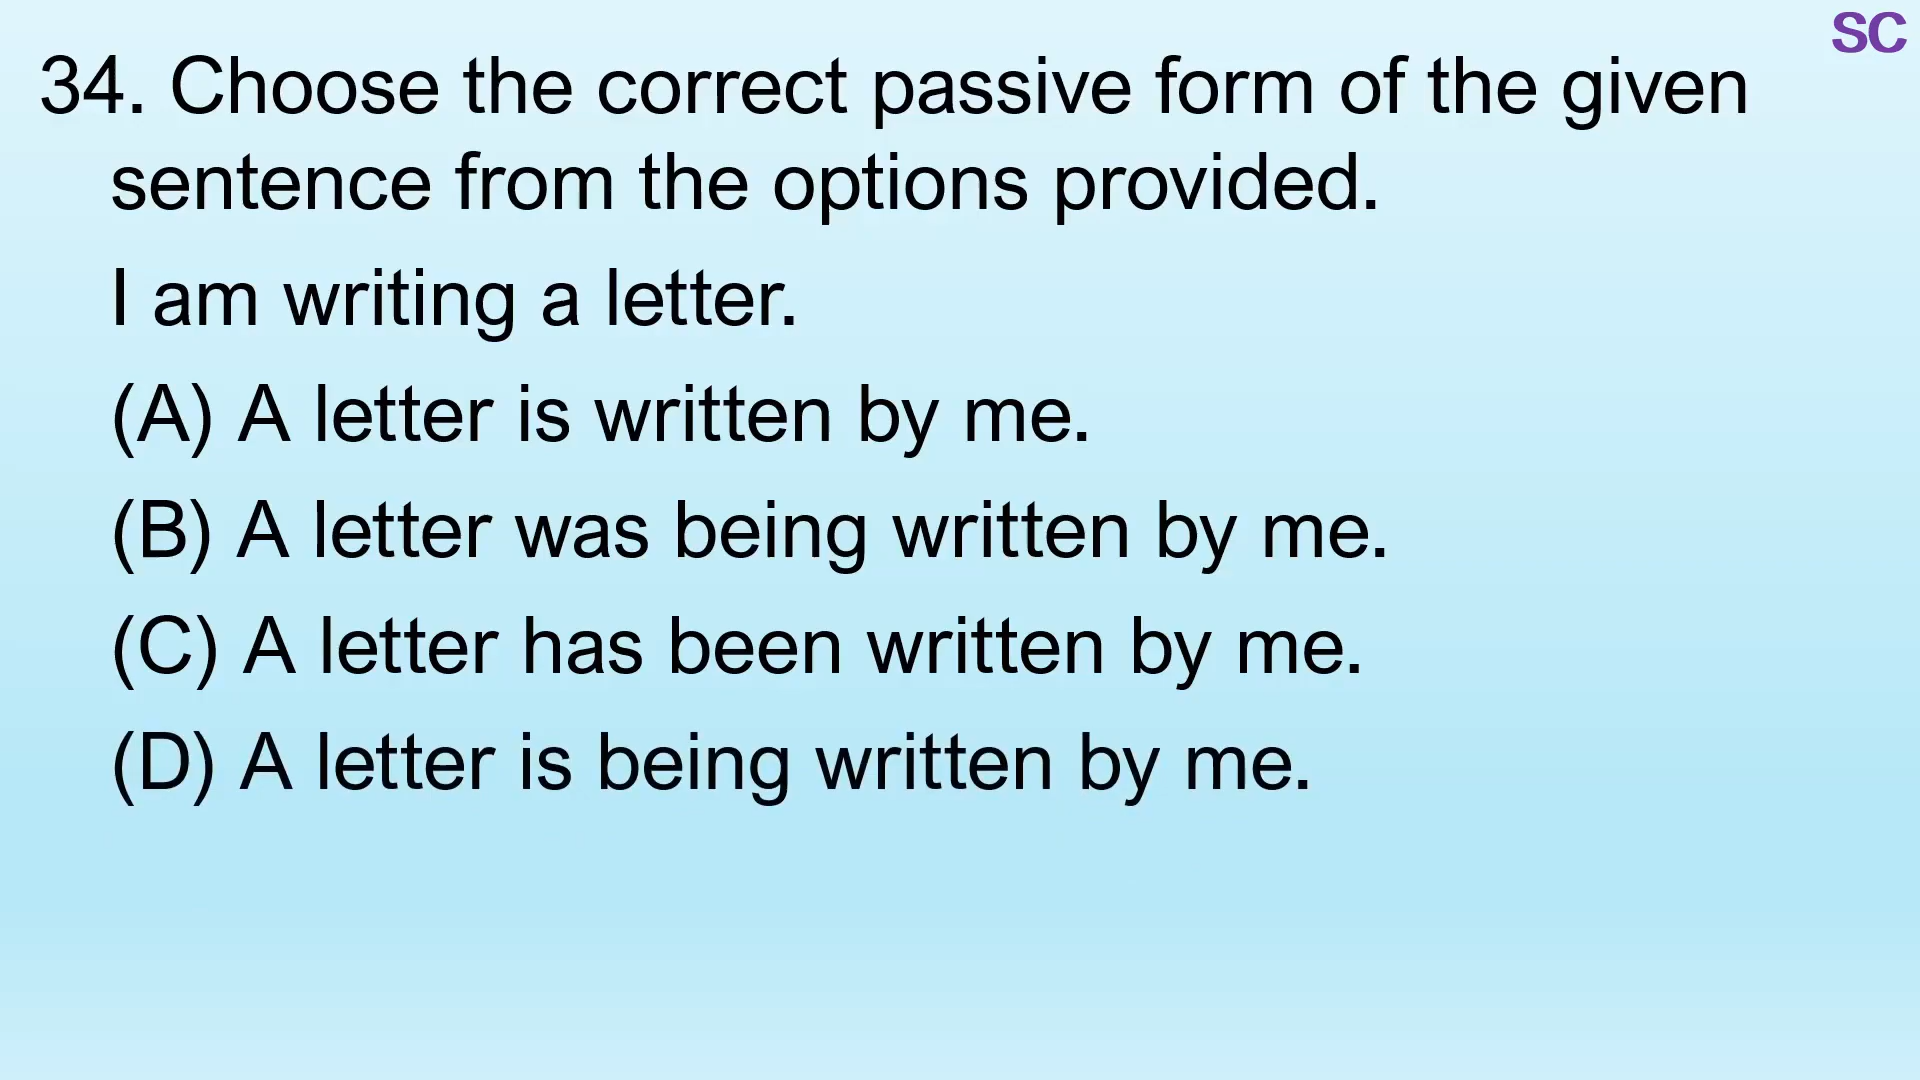 SC
34. Choose the correct passive form of the given
sentence from the options provided.
I am writing a letter.
(A) A letter is written by me.
(B) A letter was being written by me.
(C) A letter has been written by me.
(D) A letter is being written by me.